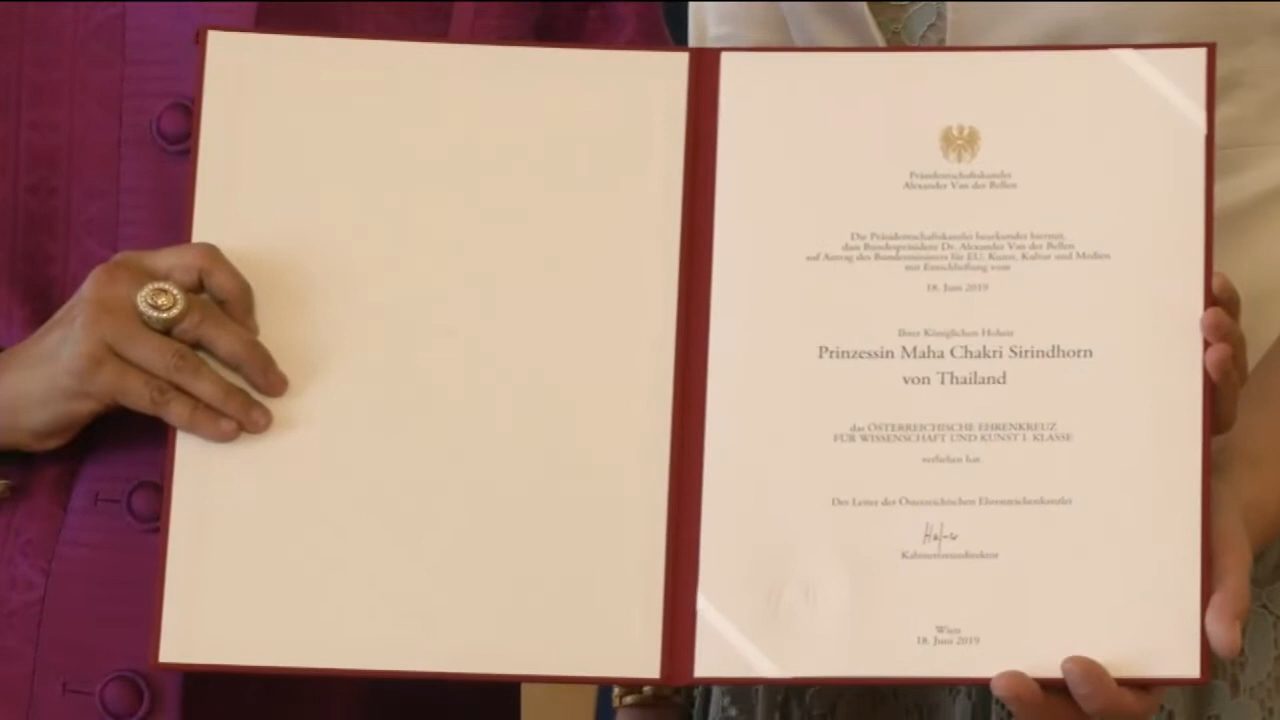 Präsidentschaftskanzlei
Alexander Van der Bellen
Die Präsidentschaftskanzlei beurkundet hiermit,
dass Bundespräsident Dr. Alexander Van der Bellen
auf Antrag des Bundesministers für EU, Kunst, Kultur und Medien
mit Entschließung vom
18. Juni 2019
Ihrer Königlichen Hoheit
Prinzessin Maha Chakri Sirindhorn
von Thailand
das ÖSTERREICHISCHE EHRENKREUZ
FÜR WISSENSCHAFT UND KUNST I. KLASSE
verliehen hat.
Der Leiter der Österreichischen Ehrenzeichenkanzlei
Kabinettsvizedirektor
Wien
18. Juni 2019